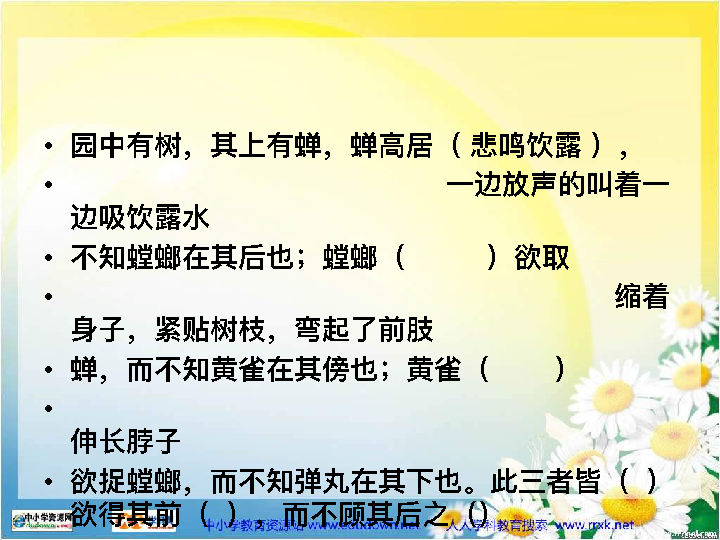 • 园中有树，其上有蝉，蝉高居（ 悲鸣饮露 ），
• 一边放声的叫着一
边吸饮露水
• 不知螳螂在其后也；螳螂（ ）欲取
• 缩着
身子，紧贴树枝，弯起了前肢
• 蝉，而不知黄雀在其傍也；黄雀（ ）
•
伸长脖子
• 欲捉螳螂，而不知弹丸在其下也。此三者皆（ ）
欲得其前（ ），而不顾其后之（）
中小学资源网 中小学教育资源站 www.edudown.net 人人学科教育搜索 www.rrxk.net